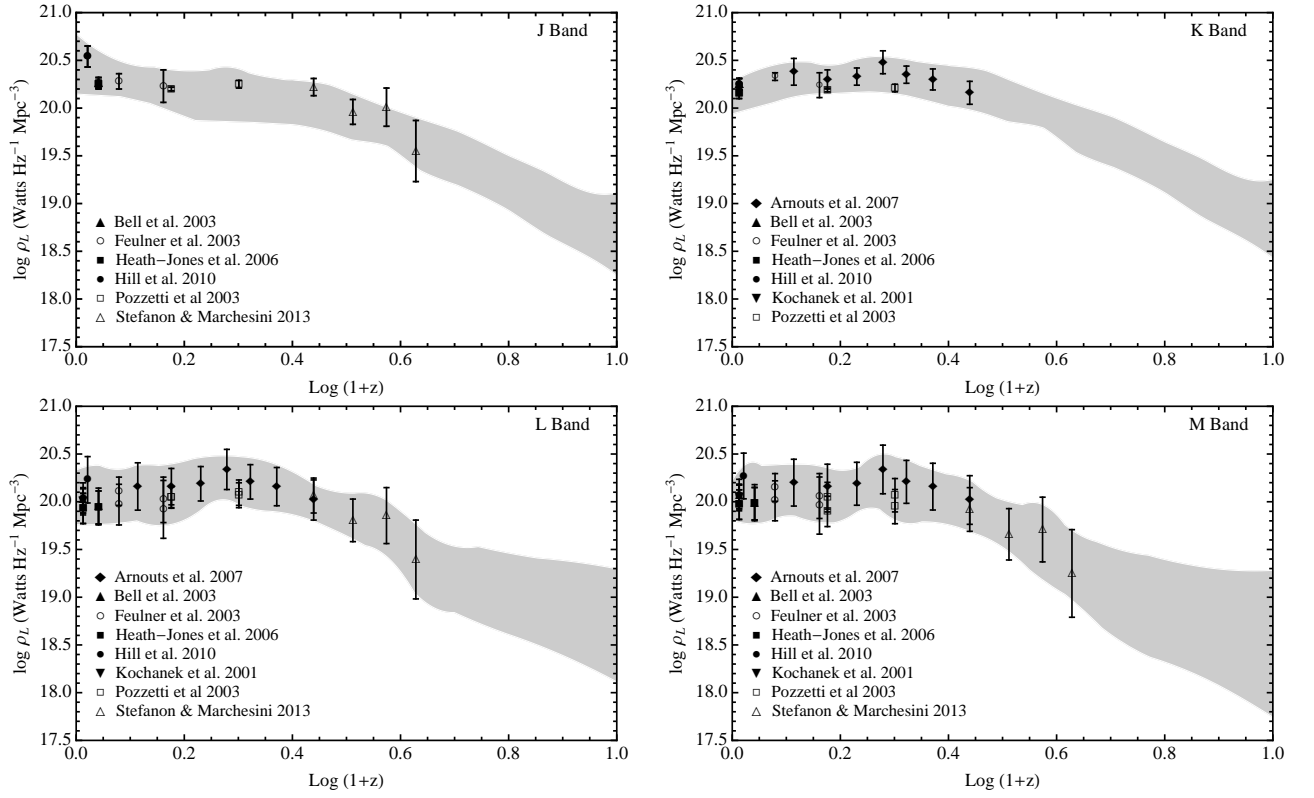 J Band
21.0
20.5
20.0
19.5
19.0
18.5
18.0
17.5
log ρL (Watts Hz−1 Mpc−3)
Bell et al. 2003
Feulner et al. 2003
Heath−Jones et al. 2006
Hill et al. 2010
Pozzetti et al 2003
Stefanon & Marchesini 2013
0.0 0.2 0.4 0.6 0.8 1.0
Log (1+z)
K Band
21.0
20.5
20.0
19.5
19.0
18.5
18.0
17.5
log ρL (Watts Hz−1 Mpc−3)
Arnouts et al. 2007
Bell et al. 2003
Feulner et al. 2003
Heath−Jones et al. 2006
Hill et al. 2010
Kochanek et al. 2001
Pozzetti et al 2003
0.0 0.2 0.4 0.6 0.8 1.0
Log (1+z)
L Band
21.0
20.5
20.0
19.5
19.0
18.5
18.0
17.5
log ρL (Watts Hz−1 Mpc−3)
Arnouts et al. 2007
Bell et al. 2003
Feulner et al. 2003
Heath−Jones et al. 2006
Hill et al. 2010
Kochanek et al. 2001
Pozzetti et al 2003
Stefanon & Marchesini 2013
0.0 0.2 0.4 0.6 0.8 1.0
Log (1+z)
M Band
21.0
20.5
20.0
19.5
19.0
18.5
18.0
17.5
log ρL (Watts Hz−1 Mpc−3)
Arnouts et al. 2007
Bell et al. 2003
Feulner et al. 2003
Heath−Jones et al. 2006
Hill et al. 2010
Kochanek et al. 2001
Pozzetti et al 2003
Stefanon & Marchesini 2013
0.0 0.2 0.4 0.6 0.8 1.0
Log (1+z)